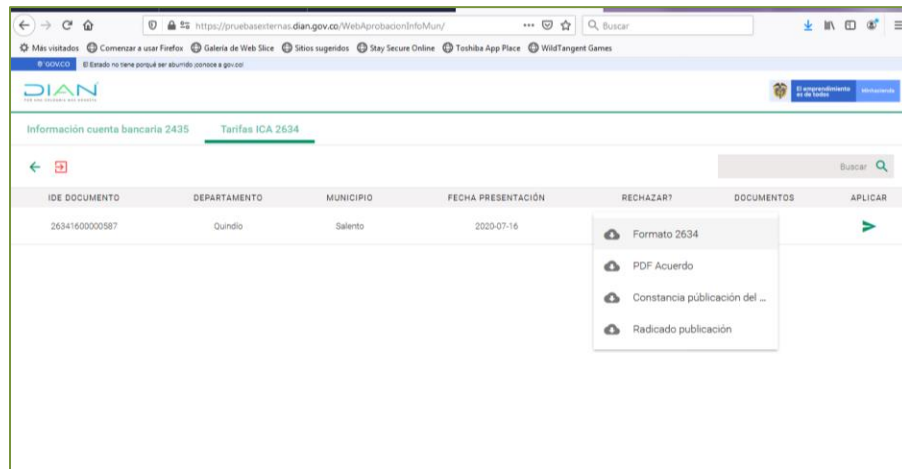 https://pruebasexternas.dian.gov.co/WebAprobacionInfoMun/
Buscar
Más visitados Comenzar a usar Firefox Galería de Web Slice Sitios sugeridos Stay Secure Online Toshiba App Place WildTangent Games
GOV.CO El Estado no tiene porqué ser aburrido ¡conoce a gov.co!
DIAN
El emprendimiento es de todos Minhacienda
Información cuenta bancaria 2435 Tarifas ICA 2634
Buscar
IDE DOCUMENTO DEPARTAMENTO MUNICIPIO FECHA PRESENTACIÓN RECHAZAR? DOCUMENTOS APLICAR
26341600000587 Quindío Salento 2020-07-16
Formato 2634
PDF Acuerdo
Constancia públicación del ...
Radicado publicación